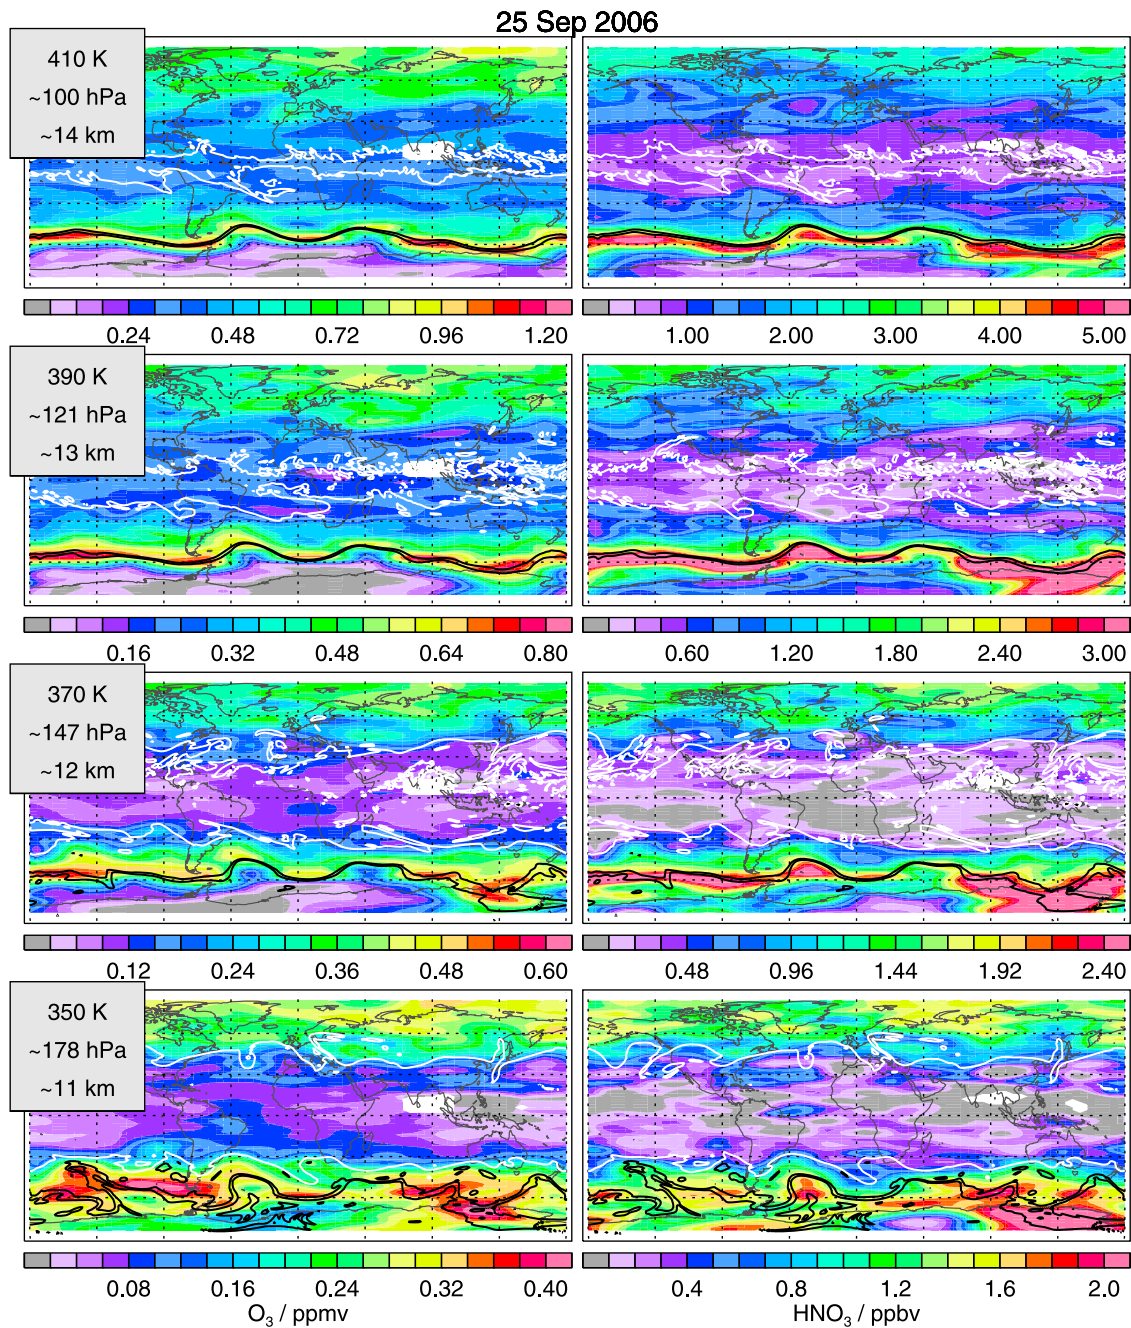 25 Sep 2006
410 K
~100 hPa
~14 km
0.24 0.48 0.72 0.96 1.20
1.00 2.00 3.00 4.00 5.00
390 K
~121 hPa
~13 km
0.16 0.32 0.48 0.64 0.80
0.60 1.20 1.80 2.40 3.00
370 K
~147 hPa
~12 km
0.12 0.24 0.36 0.48 0.60
0.48 0.96 1.44 1.92 2.40
350 K
~178 hPa
~11 km
0.08 0.16 0.24 0.32 0.40
O₃ / ppmv
0.4 0.8 1.2 1.6 2.0
HNO₃ / ppbv